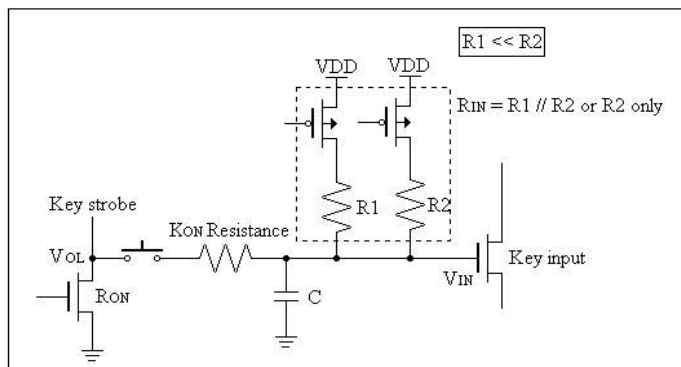 R1 << R2
VDD
VDD
RIN = R1 // R2 or R2 only
R1
R2
Key strobe
KON Resistance
VOL
RON
C
VIN
Key input